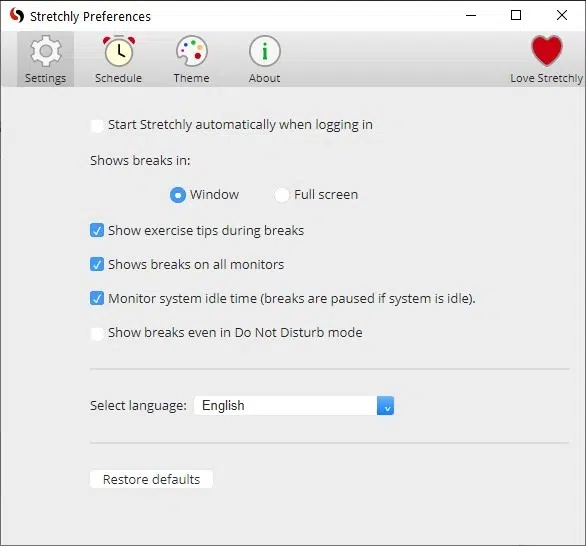 Stretchly Preferences
Settings Schedule Theme About Love Stretchly
Start Stretchly automatically when logging in
Shows breaks in:
Window Full screen
Show exercise tips during breaks
Shows breaks on all monitors
Monitor system idle time (breaks are paused if system is idle).
Show breaks even in Do Not Disturb mode
Select language: English
Restore defaults